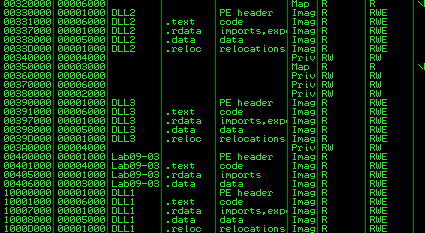 00320000 00006000 Map R R
00330000 00001000 DLL2 PE header Imag R RWE
00331000 00006000 DLL2 .text code Imag R RWE
00337000 00001000 DLL2 .rdata imports,expo Imag R RWE
00338000 00005000 DLL2 .data data Imag R RWE
0033D000 00001000 DLL2 .reloc relocations Imag R RWE
00340000 00004000 Priv RW RW
00350000 00003000 Map R R
00360000 00001000 Priv RW RW
00370000 00006000 Priv RW RW
00380000 00002000 Priv RW RW
00390000 00001000 DLL3 PE header Imag R RWE
00391000 00006000 DLL3 .text code Imag R RWE
00397000 00001000 DLL3 .rdata imports,expo Imag R RWE
00398000 00005000 DLL3 .data data Imag R RWE
0039D000 00001000 DLL3 .reloc relocations Imag R RWE
003A0000 00004000 Priv RW RW
00400000 00001000 Lab09-03 PE header Imag R RWE
00401000 00004000 Lab09-03 .text code Imag R RWE
00405000 00001000 Lab09-03 .rdata imports Imag R RWE
00406000 00003000 Lab09-03 .data data Imag R RWE
10000000 00001000 DLL1 PE header Imag R RWE
10001000 00006000 DLL1 .text code Imag R RWE
10007000 00001000 DLL1 .rdata imports,expo Imag R RWE
10008000 00005000 DLL1 .data data Imag R RWE
1000D000 00001000 DLL1 .reloc relocations Imag R RWE